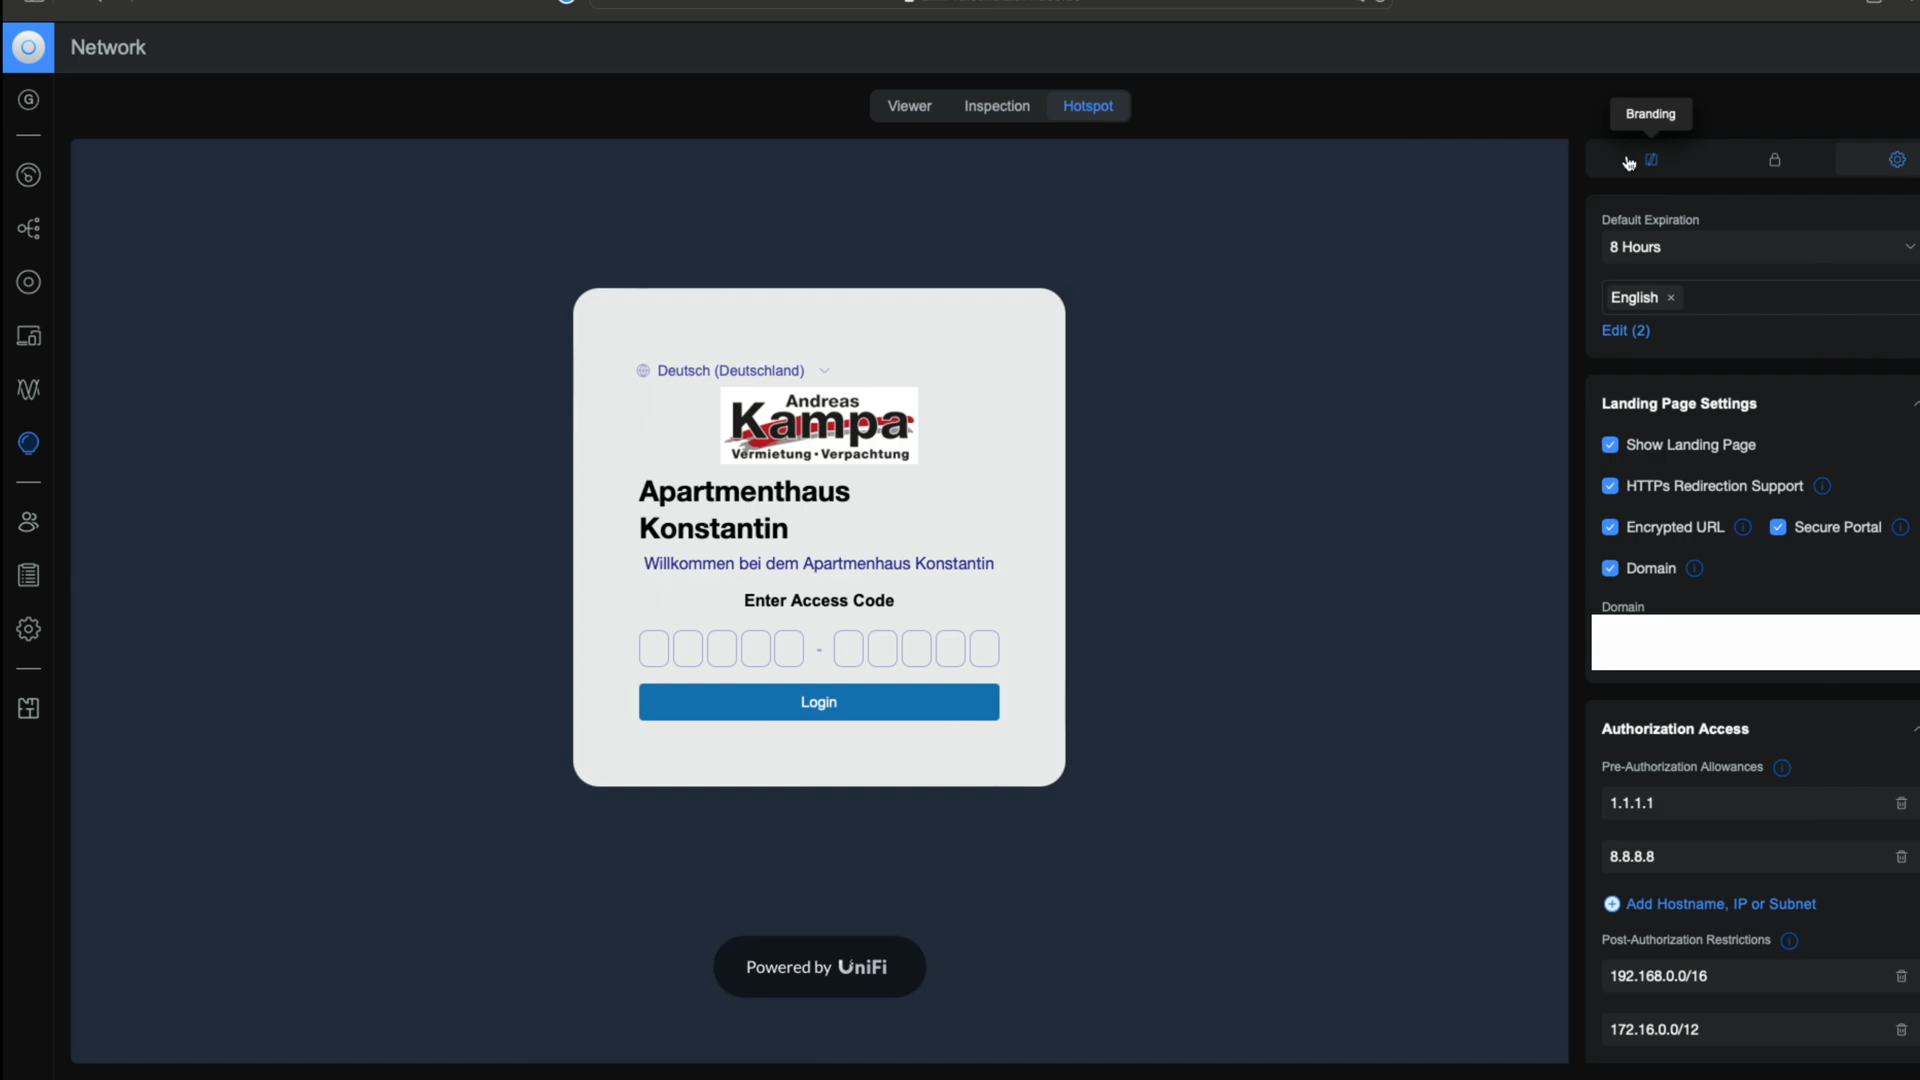 Network
Viewer
Inspection
Hotspot
Branding
Default Expiration
8 Hours
English ×
Edit (2)
Landing Page Settings
Show Landing Page
HTTPs Redirection Support
Encrypted URL
Secure Portal
Domain
Domain
Authorization Access
Pre-Authorization Allowances
1.1.1.1
8.8.8.8
Add Hostname, IP or Subnet
Post-Authorization Restrictions
192.168.0.0/16
172.16.0.0/12
Deutsch (Deutschland)
Andreas
Kampa
Vermietung • Verpachtung
Apartmenthaus
Konstantin
Willkommen bei dem Apartmenhaus Konstantin
Enter Access Code
-
Login
Powered by UniFi